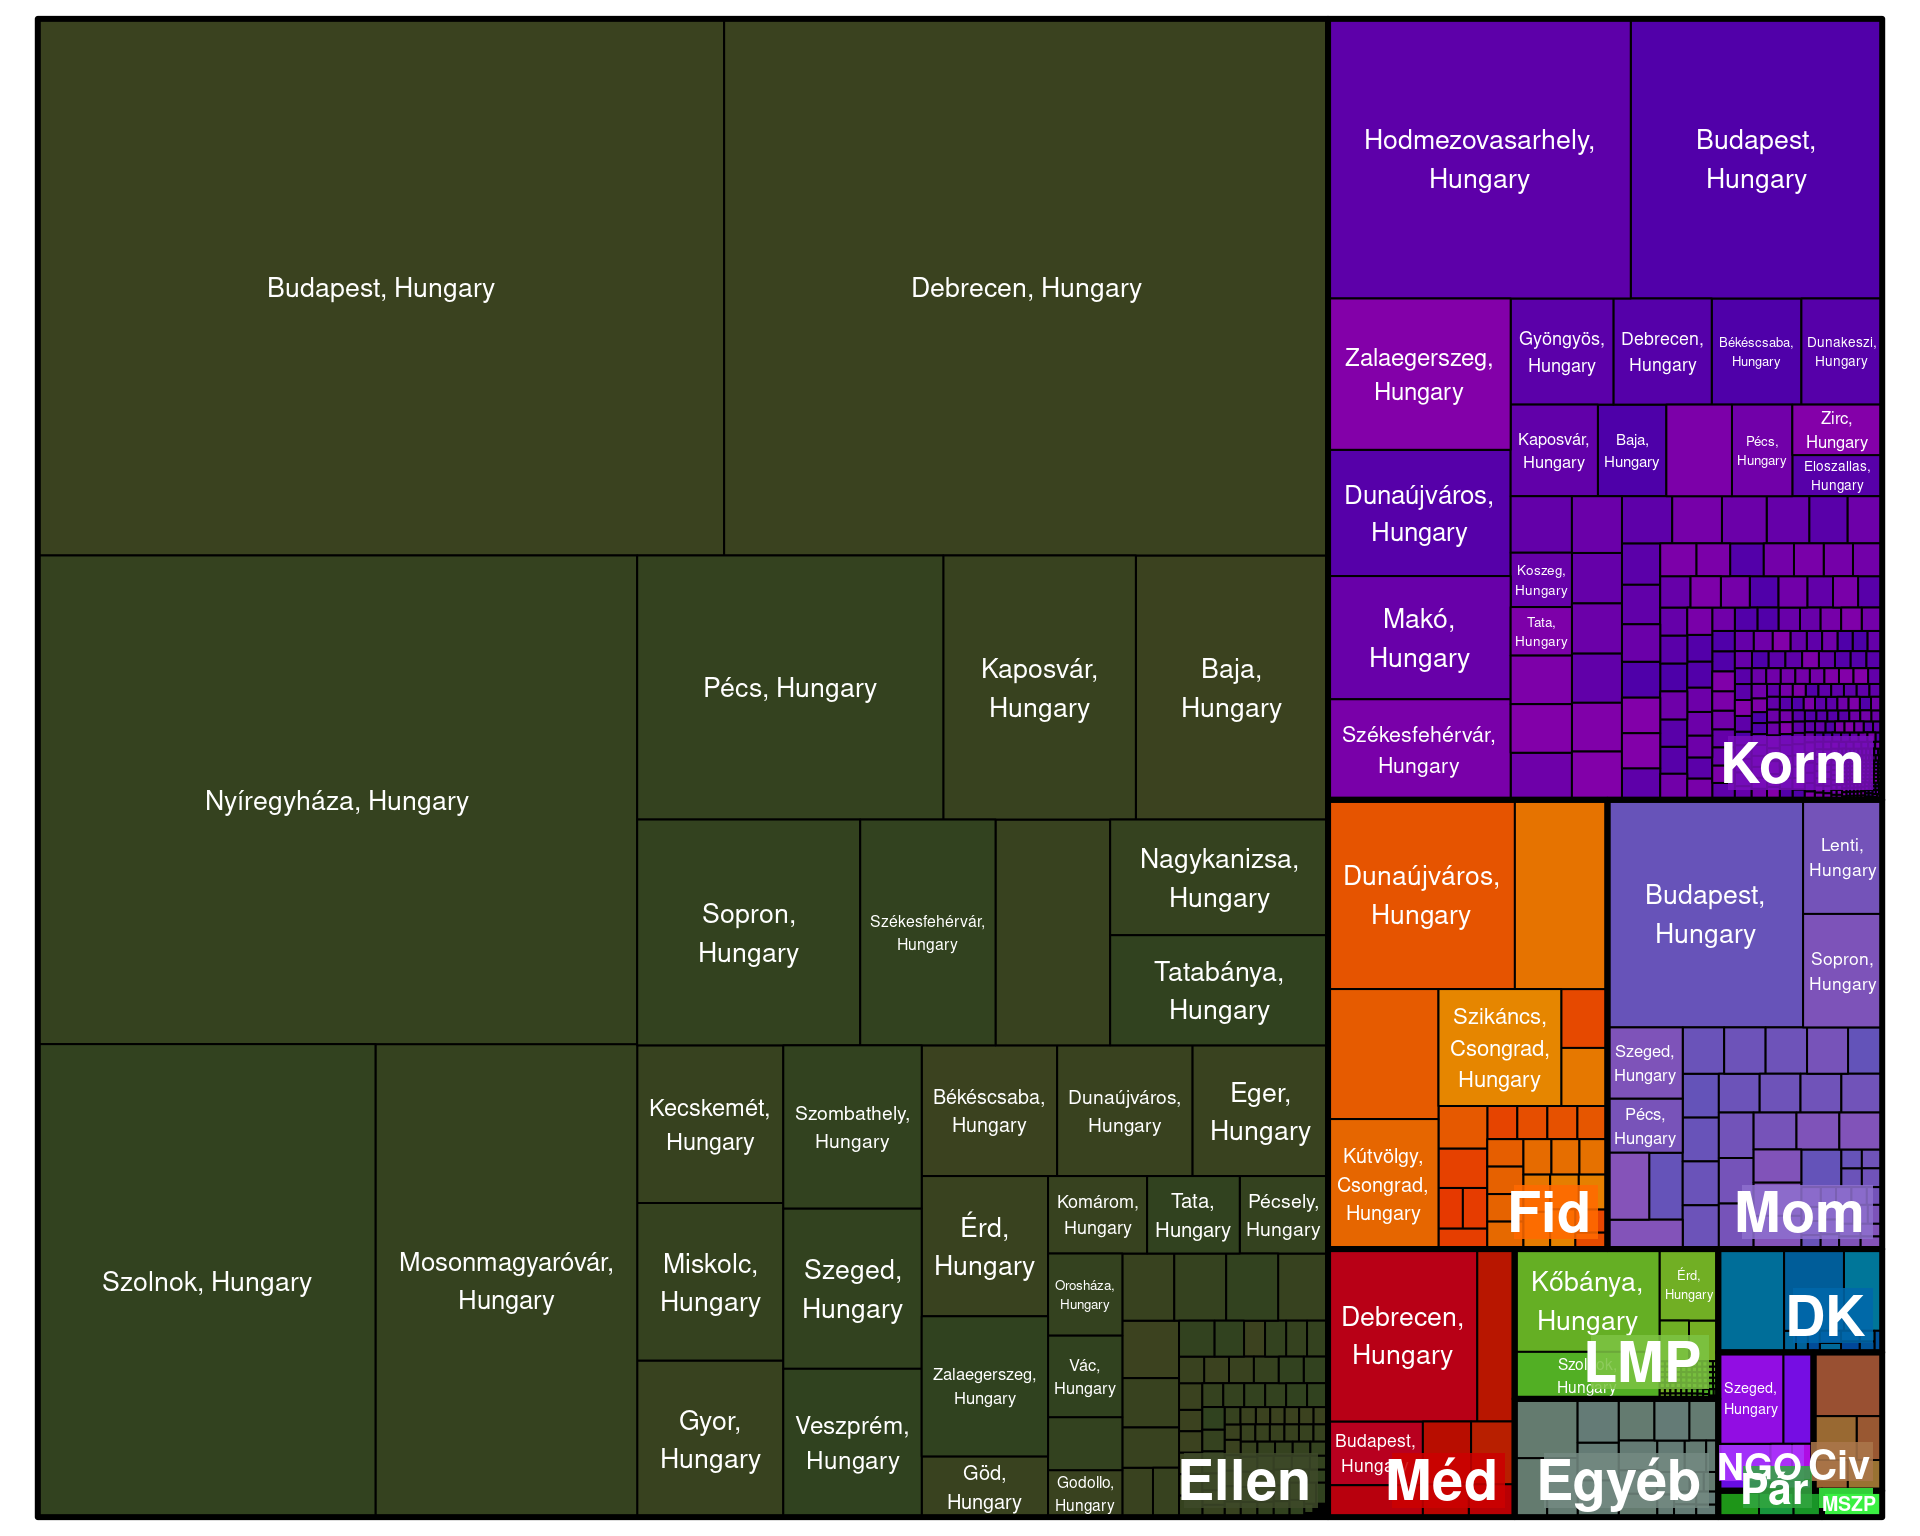 Budapest, Hungary
Debrecen, Hungary
Nyíregyháza, Hungary
Pécs, Hungary
Kaposvár,
Hungary
Baja,
Hungary
Sopron,
Hungary
Székesfehérvár,
Hungary
Nagykanizsa,
Hungary
Tatabánya,
Hungary
Szolnok, Hungary
Mosonmagyaróvár,
Hungary
Kecskemét,
Hungary
Szombathely,
Hungary
Békéscsaba,
Hungary
Dunaújváros,
Hungary
Eger,
Hungary
Miskolc,
Hungary
Szeged,
Hungary
Érd,
Hungary
Komárom,
Hungary
Tata,
Hungary
Pécsely,
Hungary
Orosháza,
Hungary
Zalaegerszeg,
Hungary
Vác,
Hungary
Gyor,
Hungary
Veszprém,
Hungary
Göd,
Hungary
Godollo,
Hungary
Ellen
Hodmezovasarhely,
Hungary
Budapest,
Hungary
Zalaegerszeg,
Hungary
Gyöngyös,
Hungary
Debrecen,
Hungary
Békéscsaba,
Hungary
Dunakeszi,
Hungary
Kaposvár,
Hungary
Baja,
Hungary
Pécs,
Hungary
Zirc,
Hungary
Eloszallas,
Hungary
Dunaújváros,
Hungary
Koszeg,
Hungary
Tata,
Hungary
Makó,
Hungary
Székesfehérvár,
Hungary
Korm
Dunaújváros,
Hungary
Szikáncs,
Csongrad,
Hungary
Kútvölgy,
Csongrad,
Hungary
Fid
Budapest,
Hungary
Lenti,
Hungary
Sopron,
Hungary
Szeged,
Hungary
Pécs,
Hungary
Mom
Debrecen,
Hungary
Budapest,
Hungary
Méd
Kőbánya,
Hungary
Érd,
Hungary
Szolnok,
Hungary
LMP
Egyéb
DK
Szeged,
Hungary
NGO
Civ
Pár
MSZP